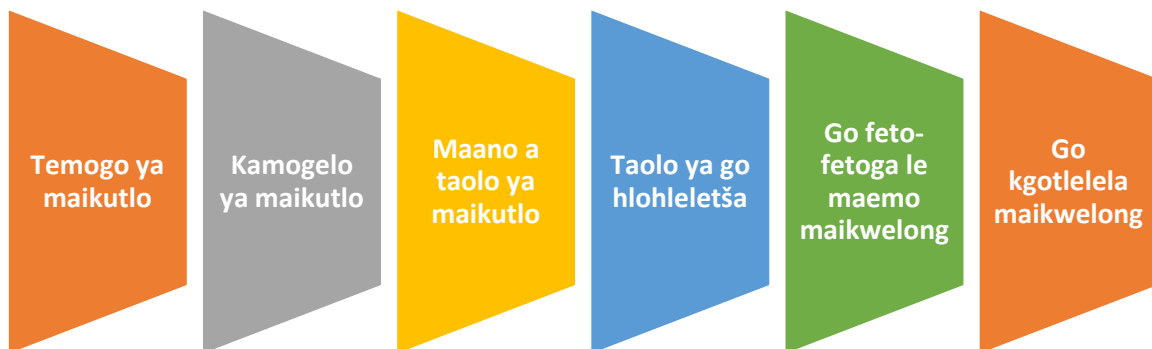 Temogo ya
maikutlo
Kamogelo
ya maikutlo
Maano a
taolo ya
maikutlo
Taolo ya go
hlohleletša
Go feto-
fetoga le
maemo
maikwelong
Go
kgotlelela
maikwelong